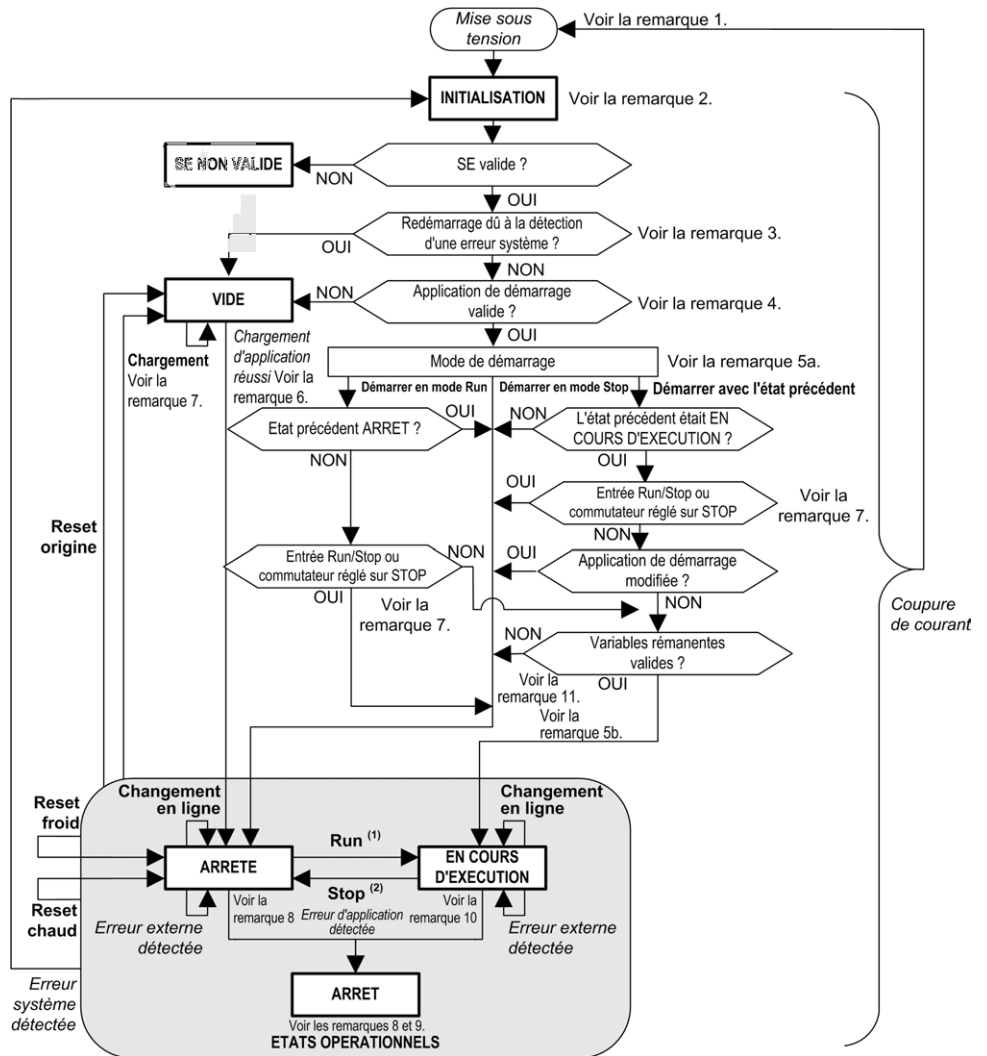 Mise sous
tension
Voir la remarque 1.
INITIALISATION
Voir la remarque 2.
SE NON VALIDE
NON
SE valide ?
OUI
Redémarrage dû à la détection
d'une erreur système ?
OUI
Voir la remarque 3.
NON
VIDE
NON
Application de démarrage
valide ?
Voir la remarque 4.
OUI
Chargement
Voir la
remarque 7.
Chargement
d'application
réussi Voir la
remarque 6.
Mode de démarrage
Voir la remarque 5a.
Démarrer en mode Run
Démarrer en mode Stop
Démarrer avec l'état précédent
Etat précédent ARRET ?
OUI
NON
L'état précédent était EN
COURS D'EXECUTION ?
NON
OUI
OUI
Entrée Run/Stop ou
commutateur réglé sur STOP
Voir la
remarque 7.
NON
Reset
origine
Entrée Run/Stop ou
commutateur réglé sur STOP
NON
OUI
Voir la
remarque 7.
OUI
Application de démarrage
modifiée ?
NON
Coupure
de courant
NON
Variables rémanentes
valides ?
OUI
Voir la
remarque 11.
Voir la
remarque 5b.
Reset
froid
Changement
en ligne
Changement
en ligne
Run (1)
ARRETE
EN COURS
D'EXECUTION
Stop (2)
Reset
chaud
Voir la
remarque 8
Erreur d'application
détectée
Voir la
remarque 10
Erreur externe
détectée
Erreur externe
détectée
Erreur
système
détectée
ARRET
Voir les remarques 8 et 9.
ETATS OPERATIONNELS